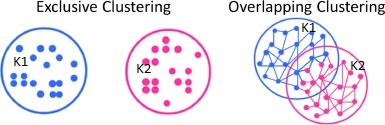 Exclusive Clustering
Overlapping Clustering
K1
K2
K1
K2